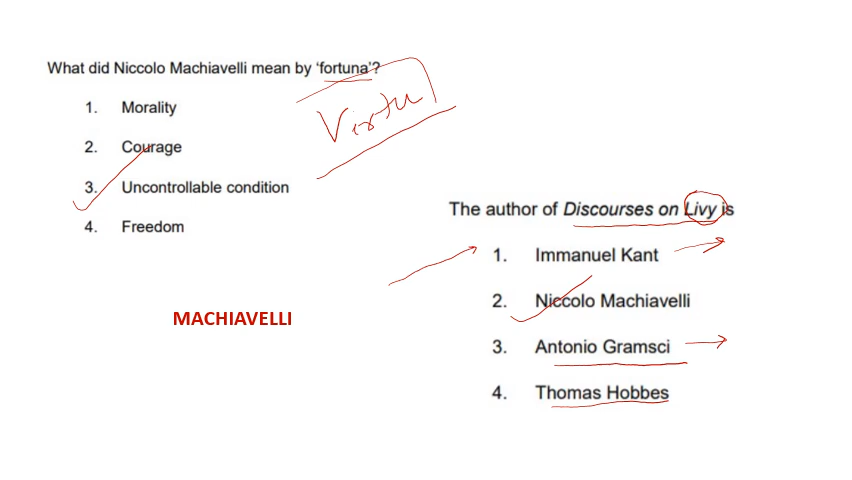 What did Niccolo Machiavelli mean by ‘fortuna’?
1. Morality
2. Courage
3. Uncontrollable condition
4. Freedom
Virtu
MACHIAVELLI
The author of Discourses on Livy is
1. Immanuel Kant
2. Niccolo Machiavelli
3. Antonio Gramsci
4. Thomas Hobbes